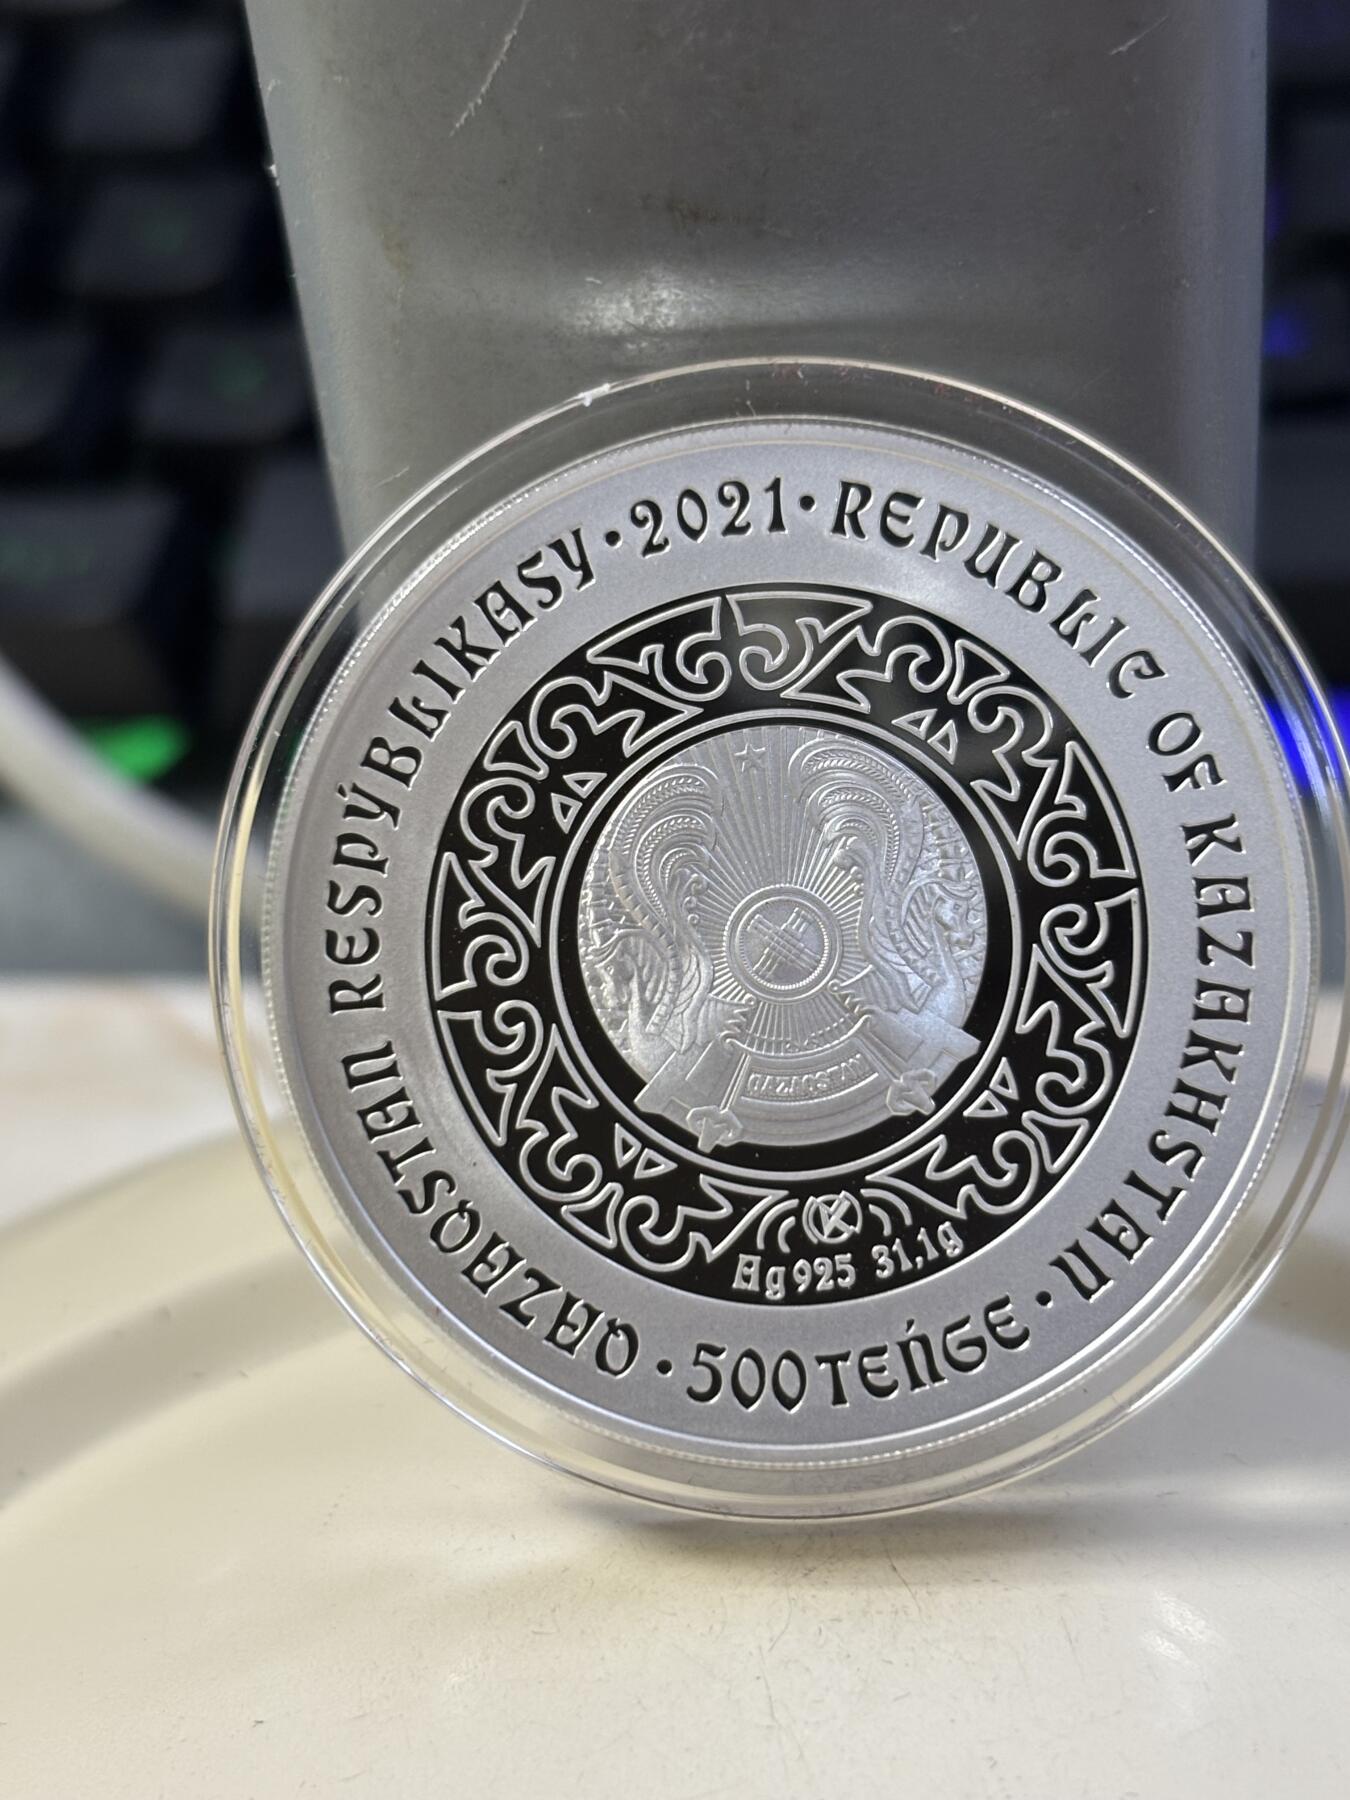 QAZAQSTAN RESPÝBLIKASY · 2021 · REPUBLIC OF KAZAKHSTAN · 500 TEŃGE ·
QAZAQSTAN
Ag 925 31,1g